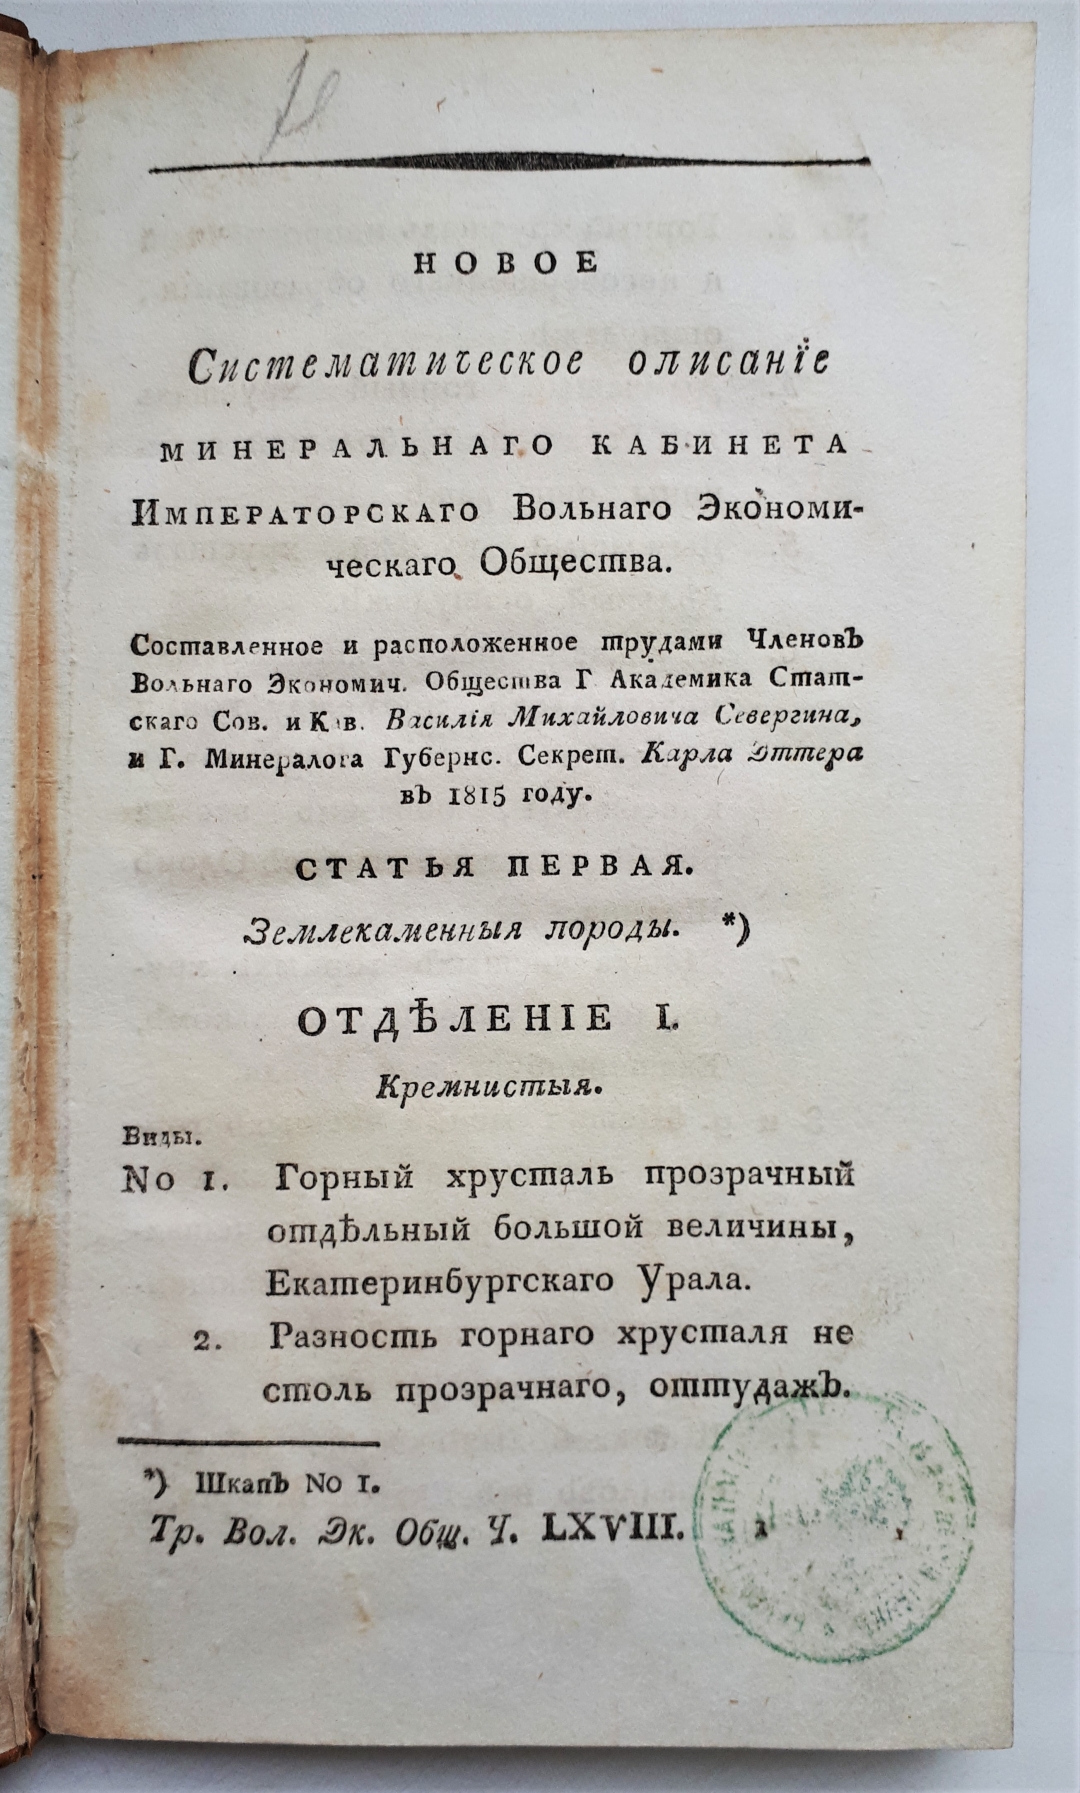 НОВОЕ
Систематическое описанїе
МИНЕРАЛЬНАГО КАБИНЕТА
ИМПЕРАТОРСКАГО Вольнаго Экономи-
ческаго Общества.
Составленное и расположенное трудами Членовъ
Вольнаго Экономич. Общества Г Академика Стат-
скаго Сов. и Кав. Василія Михайловича Севергина,
и Г. Минералога Губернс. Секрет. Карла Эттера
въ 1815 году.
СТАТЬЯ ПЕРВАЯ.
Землекаменныя породы. *)
ОТДѢЛЕНІЕ I.
Кремнистыя.
Виды.
No 1. Горный хрусталь прозрачный
отдѣльный большой величины,
Екатеринбургскаго Урала.
2. Разность горнаго хрусталя не
столь прозрачнаго, оттудажъ.
*) Шкапъ No 1.
Тр. Вол. Эк. Общ. Ч. LXVIII. 1